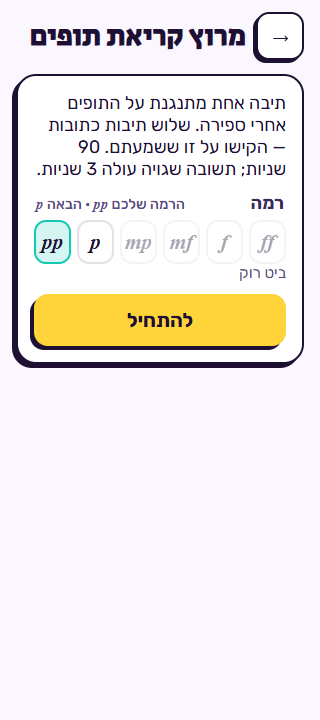 → מרוץ קריאת תופים
תיבה אחת מתנגנת על התופים
אחרי ספירה. שלוש תיבות כתובות
— הקישו על זו ששמעתם. 90
שניות; תשובה שגויה עולה 3 שניות.
רמה הרמה שלכם pp • הבאה p
ff f mf mp p pp
ביט רוק
להתחיל